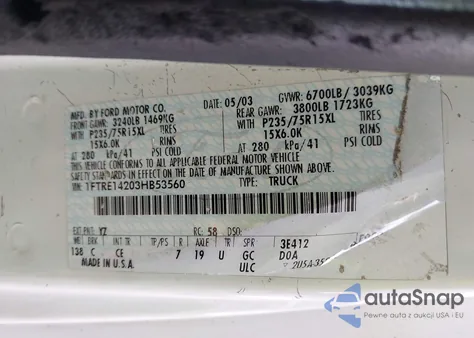 MFD. BY FORD MOTOR CO.
DATE: 05/03 GVWR: 6700LB / 3039KG
FRONT GAWR: 3240LB 1469KG REAR GAWR: 3800LB 1723KG
WITH P235/75R15XL TIRES WITH P235/75R15XL TIRES
15X6.0K RIMS 15X6.0K RIMS
AT 280 kPa/41 PSI COLD AT 280 kPa/41 PSI COLD
THIS VEHICLE CONFORMS TO ALL APPLICABLE FEDERAL MOTOR VEHICLE
SAFETY STANDARDS IN EFFECT ON THE DATE OF MANUFACTURE SHOWN ABOVE.
VIN: 1FTRE14203HB53560 TYPE: TRUCK
EXT PNT: YZ RC: 58 DSO:
WB BRK INT TR TP/PS R AXLE TR SPR 3E412
138 C CE 7 19 U GC D0A
MADE IN U.S.A. ULC
autoSnap
Pewny zakup z aukcji USA i EU